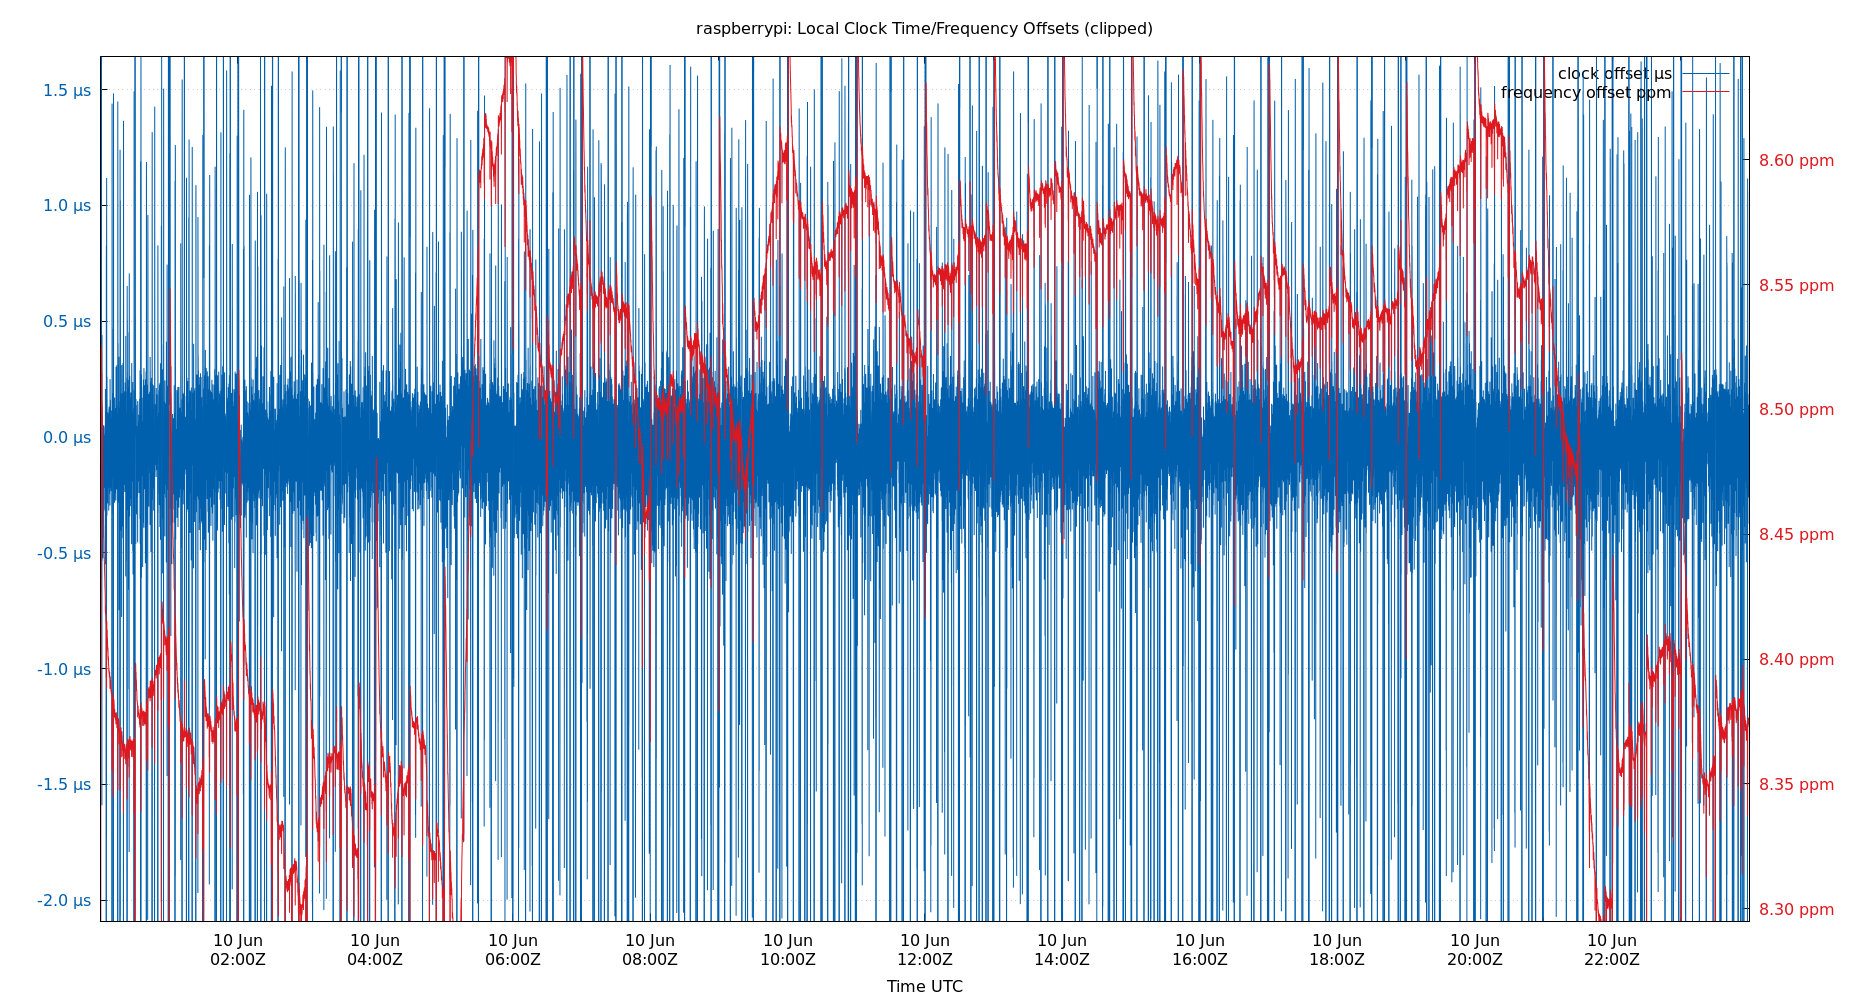 raspberrypi: Local Clock Time/Frequency Offsets (clipped)
clock offset µs
frequency offset ppm
1.5 µs
1.0 µs
0.5 µs
0.0 µs
-0.5 µs
-1.0 µs
-1.5 µs
-2.0 µs
8.60 ppm
8.55 ppm
8.50 ppm
8.45 ppm
8.40 ppm
8.35 ppm
8.30 ppm
10 Jun 10 Jun 10 Jun 10 Jun 10 Jun 10 Jun 10 Jun 10 Jun 10 Jun 10 Jun 10 Jun
02:00Z 04:00Z 06:00Z 08:00Z 10:00Z 12:00Z 14:00Z 16:00Z 18:00Z 20:00Z 22:00Z
Time UTC